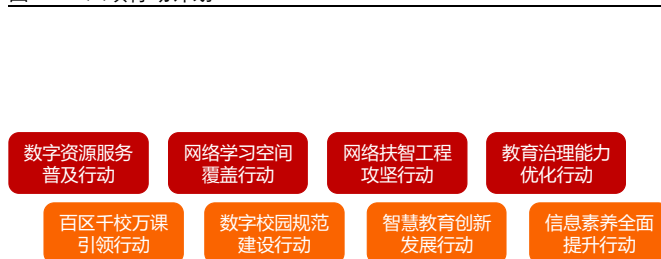 数字资源服务
普及行动
网络学习空间
覆盖行动
网络扶智工程
攻坚行动
教育治理能力
优化行动
百区千校万课
引领行动
数字校园规范
建设行动
智慧教育创新
发展行动
信息素养全面
提升行动